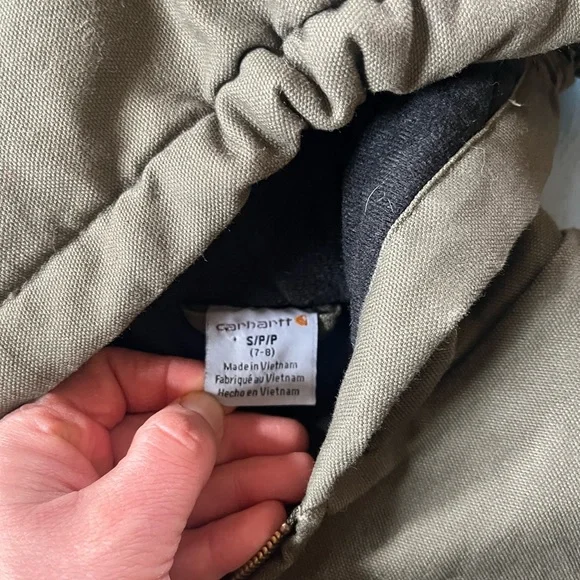 carhartt
S/P/P
(7-8)
Made in Vietnam
Fabriqué au Vietnam
Hecho en Vietnam